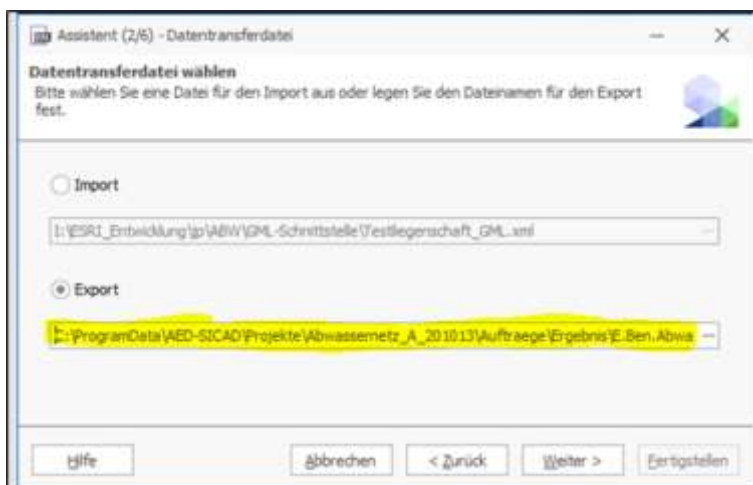 Assistent (2/6) - Datentransferdatei
Datentransferdatei wählen
Bitte wählen Sie eine Datei für den Import aus oder legen Sie den Dateinamen für den Export
fest.
Import
I:\ESRI_Entwicklung\jp\ABW\GML-Schnittstelle\Testliegenschaft_GML.xml
Export
C:\ProgramData\AED-SICAD\Projekte\Abwassernetz_A_201013\Auftraege\Ergebnis\E.Ben.Abwa
Hilfe
Abbrechen
< Zurück
Weiter >
Fertigstellen